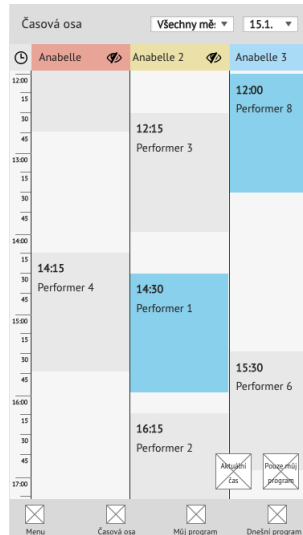 Časová osa
Všechny mě:
15.1.
Anabelle
Anabelle 2
Anabelle 3
12:00
15
30
45
13:00
15
30
45
14:00
15
30
45
15:00
15
30
45
16:00
15
30
45
17:00
12:00
Performer 8
12:15
Performer 3
14:15
Performer 4
14:30
Performer 1
15:30
Performer 6
16:15
Performer 2
Aktuální
čas
Pouze můj
program
Menu
Časová osa
Můj program
Dnešní program